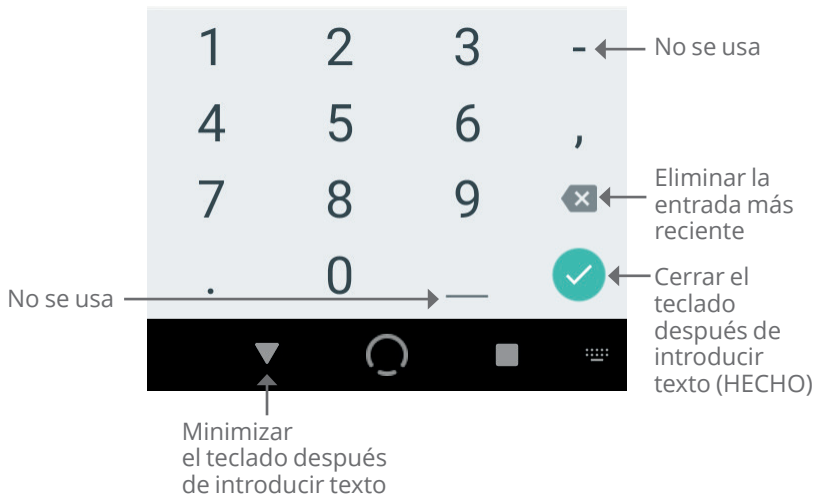 1 2 3 -
No se usa
4 5 6 ,
7 8 9
Eliminar la
entrada más
reciente
. 0
No se usa
Cerrar el
teclado
después de
introducir
texto (HECHO)
Minimizar
el teclado después
de introducir texto